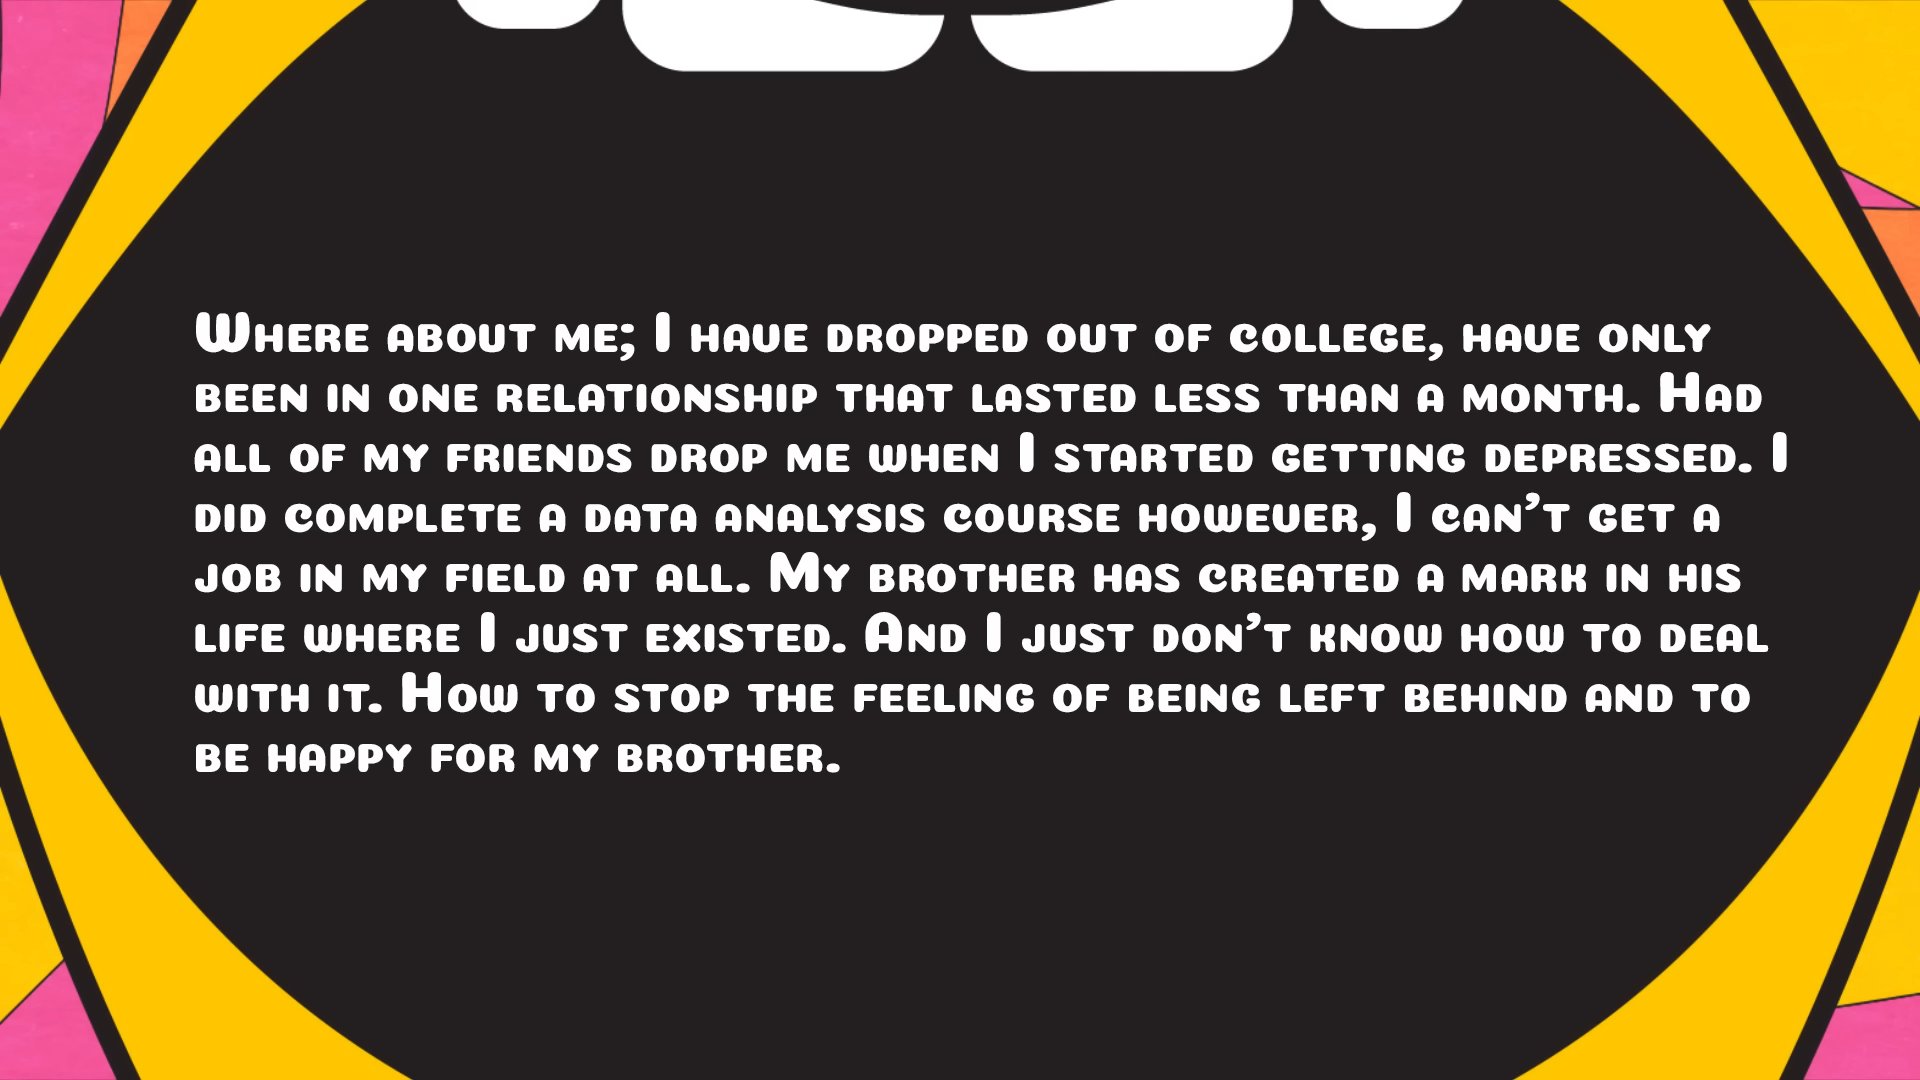 Where about me; I have dropped out of college, have only
been in one relationship that lasted less than a month. Had
all of my friends drop me when I started getting depressed. I
did complete a data analysis course however, I can't get a
job in my field at all. My brother has created a mark in his
life where I just existed. And I just don't know how to deal
with it. How to stop the feeling of being left behind and to
be happy for my brother.